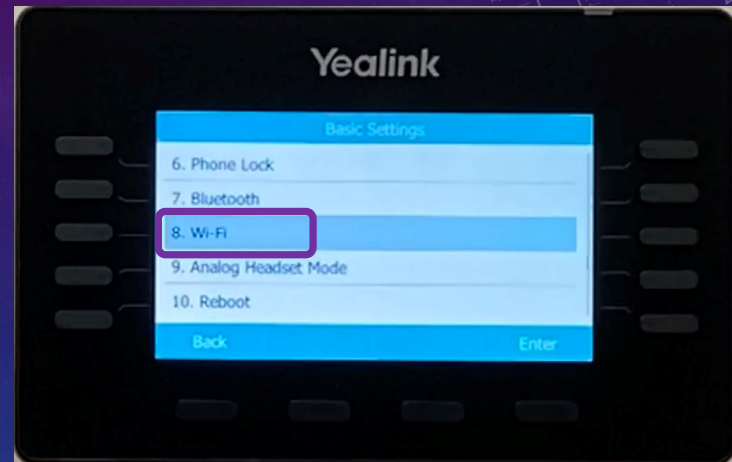 Yealink
Basic Settings
6. Phone Lock
7. Bluetooth
8. Wi-Fi
9. Analog Headset Mode
10. Reboot
Back Enter